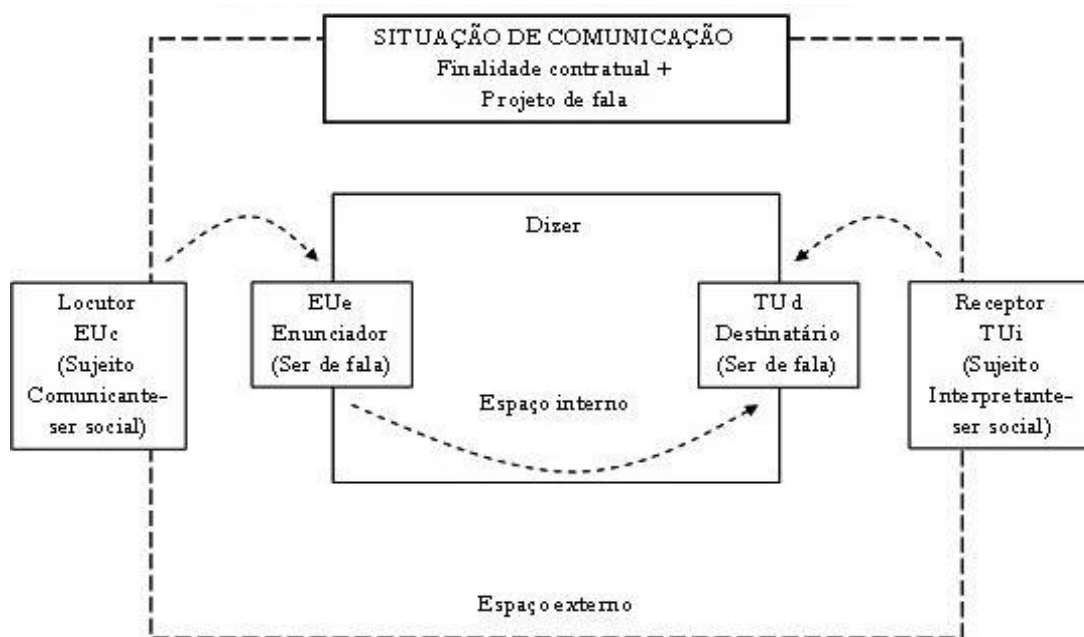 SITUAÇÃO DE COMUNICAÇÃO
Finalidade contratual +
Projeto de fala
Dizer
Locutor
EUc
(Sujeito
Comunicante-
ser social)
EUe
Enunciador
(Ser de fala)
TUd
Destinatário
(Ser de fala)
Receptor
TUi
(Sujeito
Interpretante-
ser social)
Espaço interno
Espaço externo